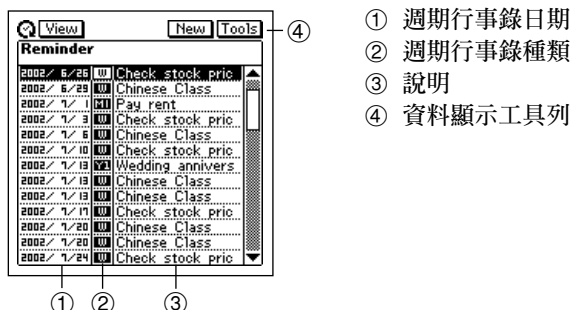 View New Tools
Reminder
2002/ 6/26 W Check stock pric
2002/ 6/29 W Chinese Class
2002/ 7/ 1 M1 Pay rent
2002/ 7/ 3 W Check stock pric
2002/ 7/ 6 W Chinese Class
2002/ 7/10 W Check stock pric
2002/ 7/13 Y1 Wedding annivers
2002/ 7/13 W Chinese Class
2002/ 7/13 W Chinese Class
2002/ 7/17 W Check stock pric
2002/ 7/20 W Chinese Class
2002/ 7/20 W Chinese Class
2002/ 7/24 W Check stock pric
① ② ③
④
① 週期行事錄日期
② 週期行事錄種類
③ 說明
④ 資料顯示工具列